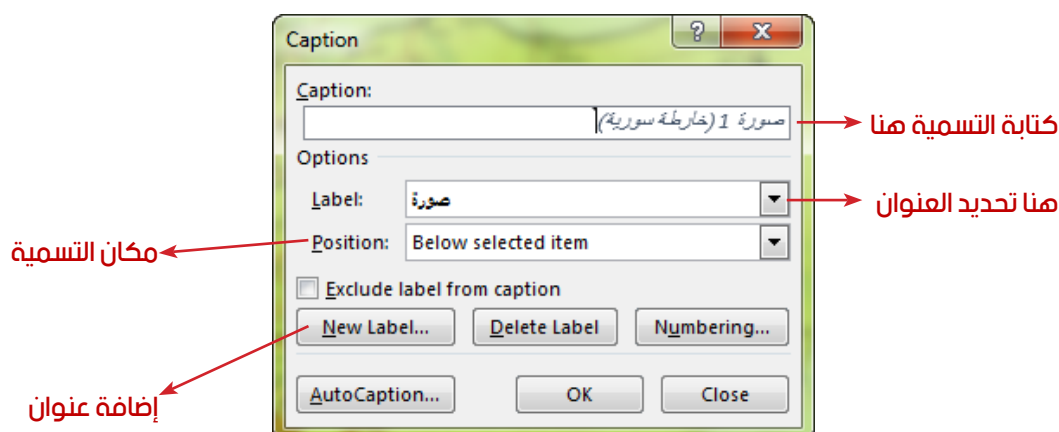 Caption
?
X
Caption:
صورة 1 (خارطة سورية)
كتابة التسمية هنا
Options
Label:
صورة
هنا تحديد العنوان
Position:
Below selected item
مكان التسمية
Exclude label from caption
New Label...
Delete Label
Numbering...
إضافة عنوان
AutoCaption...
OK
Close